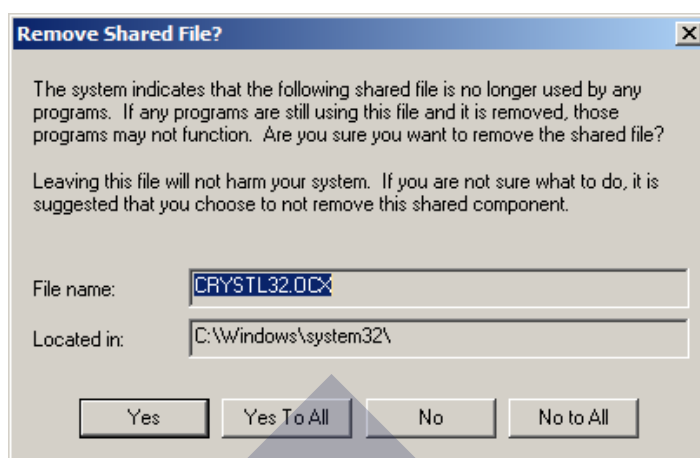 Remove Shared File?
The system indicates that the following shared file is no longer used by any
programs. If any programs are still using this file and it is removed, those
programs may not function. Are you sure you want to remove the shared file?
Leaving this file will not harm your system. If you are not sure what to do, it is
suggested that you choose to not remove this shared component.
File name: CRYSTL32.OCX
Located in: C:\Windows\system32\
Yes Yes To All No No to All